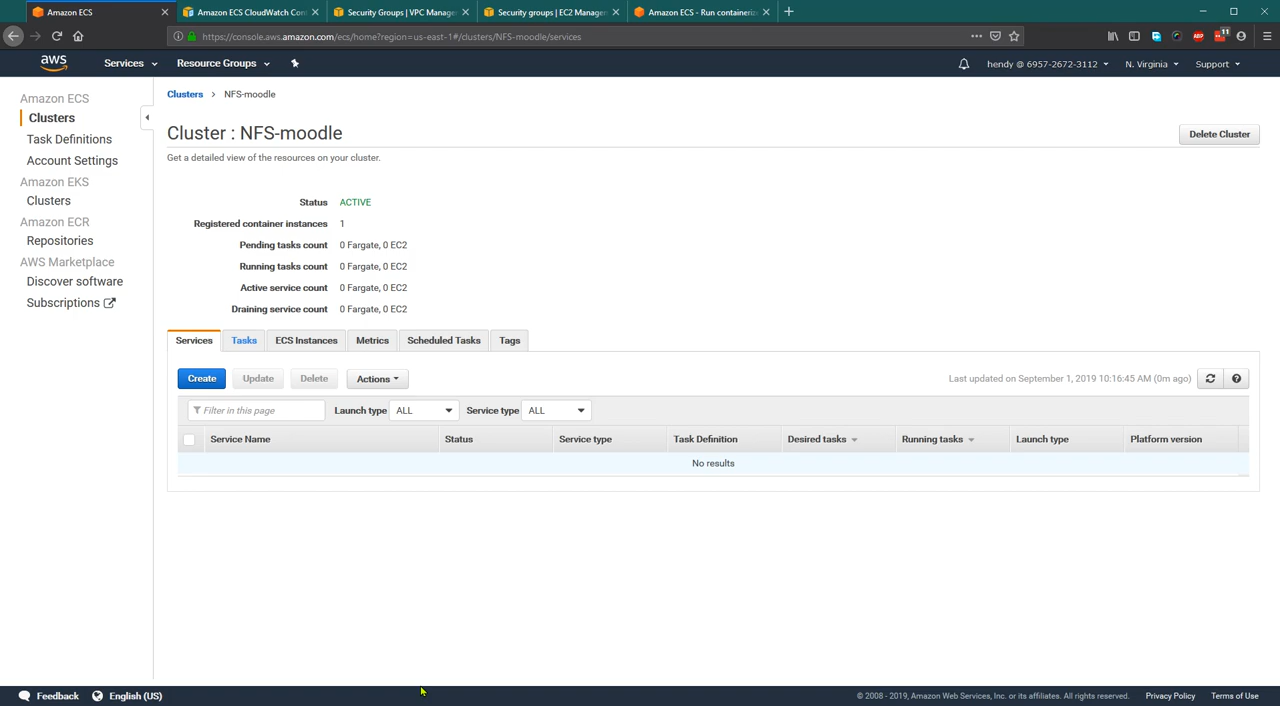 Amazon ECS
Amazon ECS CloudWatch Con
Security Groups | VPC Manage
Security groups | EC2 Manage
Amazon ECS - Run containeriz
https://console.aws.amazon.com/ecs/home?region=us-east-1#/clusters/NFS-moodle/services
ABP
11
aws
Services
Resource Groups
hendy @ 6957-2672-3112
N. Virginia
Support
Amazon ECS
Clusters
Task Definitions
Account Settings
Amazon EKS
Clusters
Amazon ECR
Repositories
AWS Marketplace
Discover software
Subscriptions
Clusters > NFS-moodle
Cluster : NFS-moodle
Delete Cluster
Get a detailed view of the resources on your cluster.
Status ACTIVE
Registered container instances 1
Pending tasks count 0 Fargate, 0 EC2
Running tasks count 0 Fargate, 0 EC2
Active service count 0 Fargate, 0 EC2
Draining service count 0 Fargate, 0 EC2
Services Tasks ECS Instances Metrics Scheduled Tasks Tags
Create Update Delete Actions
Last updated on September 1, 2019 10:16:45 AM (0m ago)
Filter in this page Launch type ALL Service type ALL
Service Name Status Service type Task Definition Desired tasks Running tasks Launch type Platform version
No results
Feedback English (US)
© 2008 - 2019, Amazon Web Services, Inc. or its affiliates. All rights reserved. Privacy Policy Terms of Use